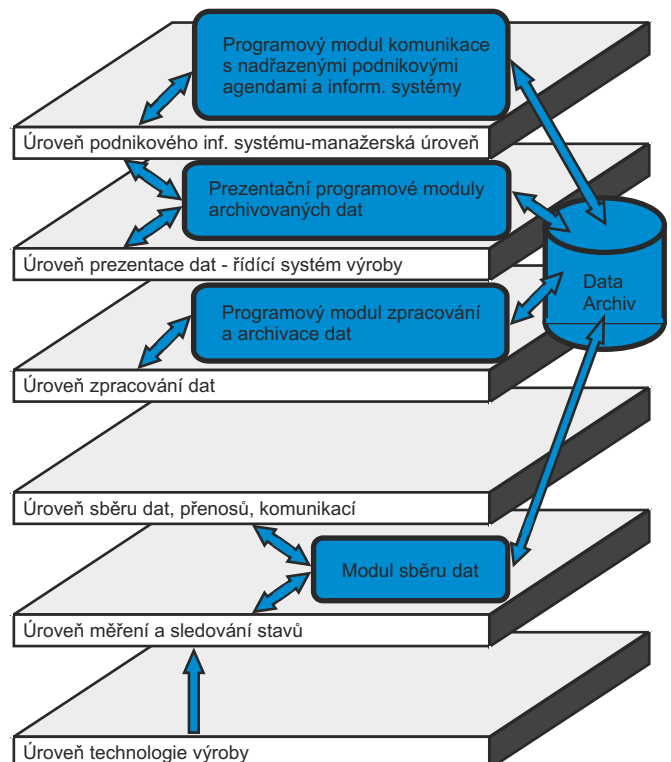 Programový modul komunikace
s nadřazenými podnikovými
agendami a inform. systémy
Úroveň podnikového inf. systému-manažerská úroveň
Prezentační programové moduly
archivovaných dat
Úroveň prezentace dat - řídící systém výroby
Data
Archiv
Programový modul zpracování
a archivace dat
Úroveň zpracování dat
Úroveň sběru dat, přenosů, komunikací
Modul sběru dat
Úroveň měření a sledování stavů
Úroveň technologie výroby